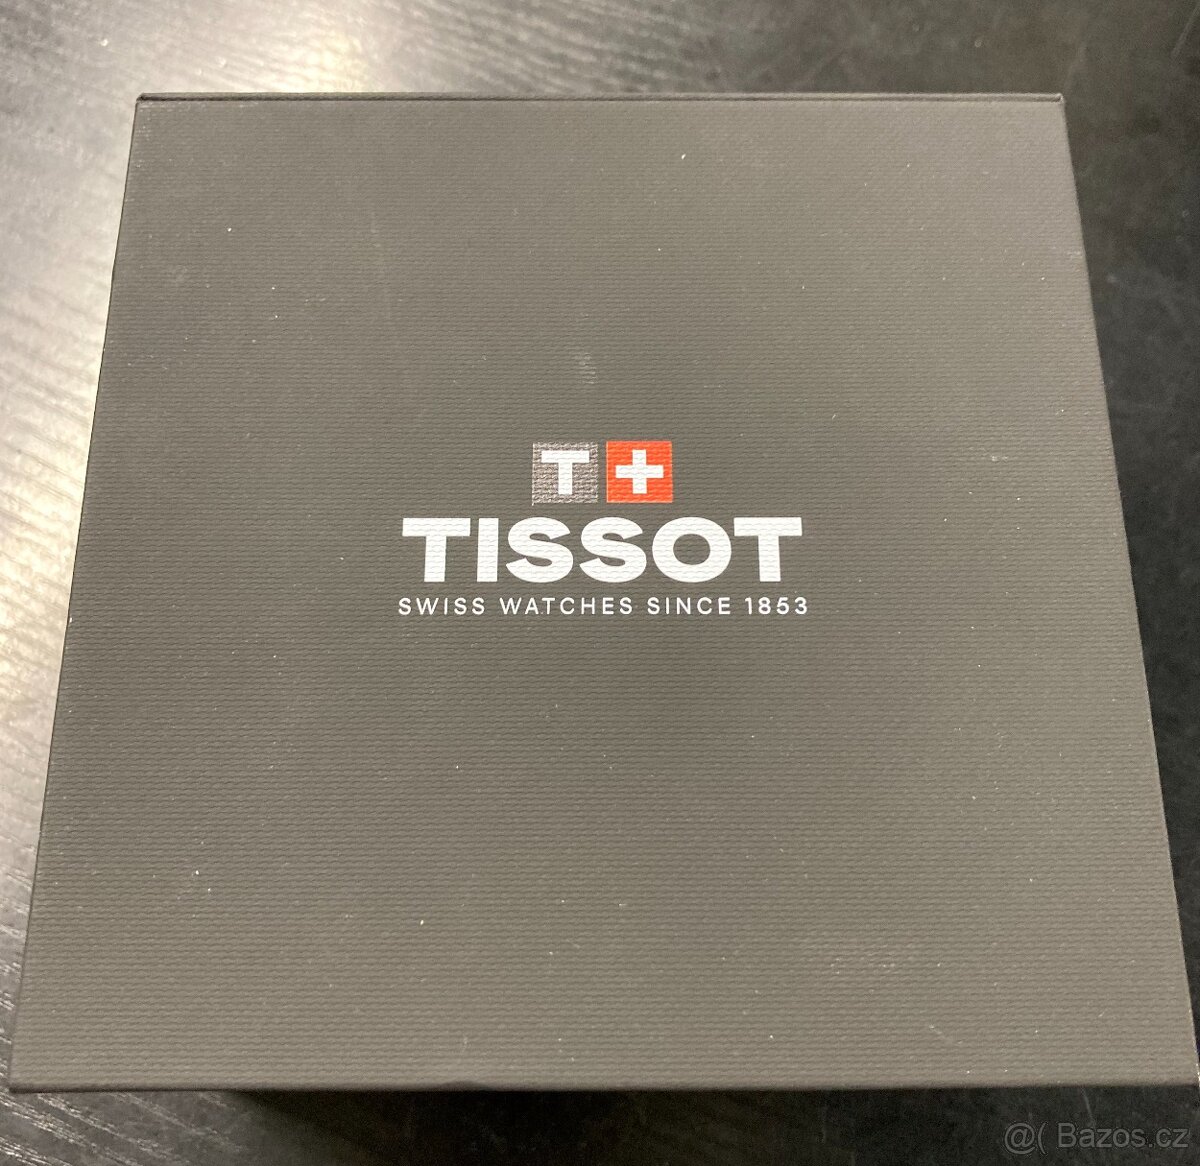 T+
TISSOT
SWISS WATCHES SINCE 1853
@( Bazos.cz